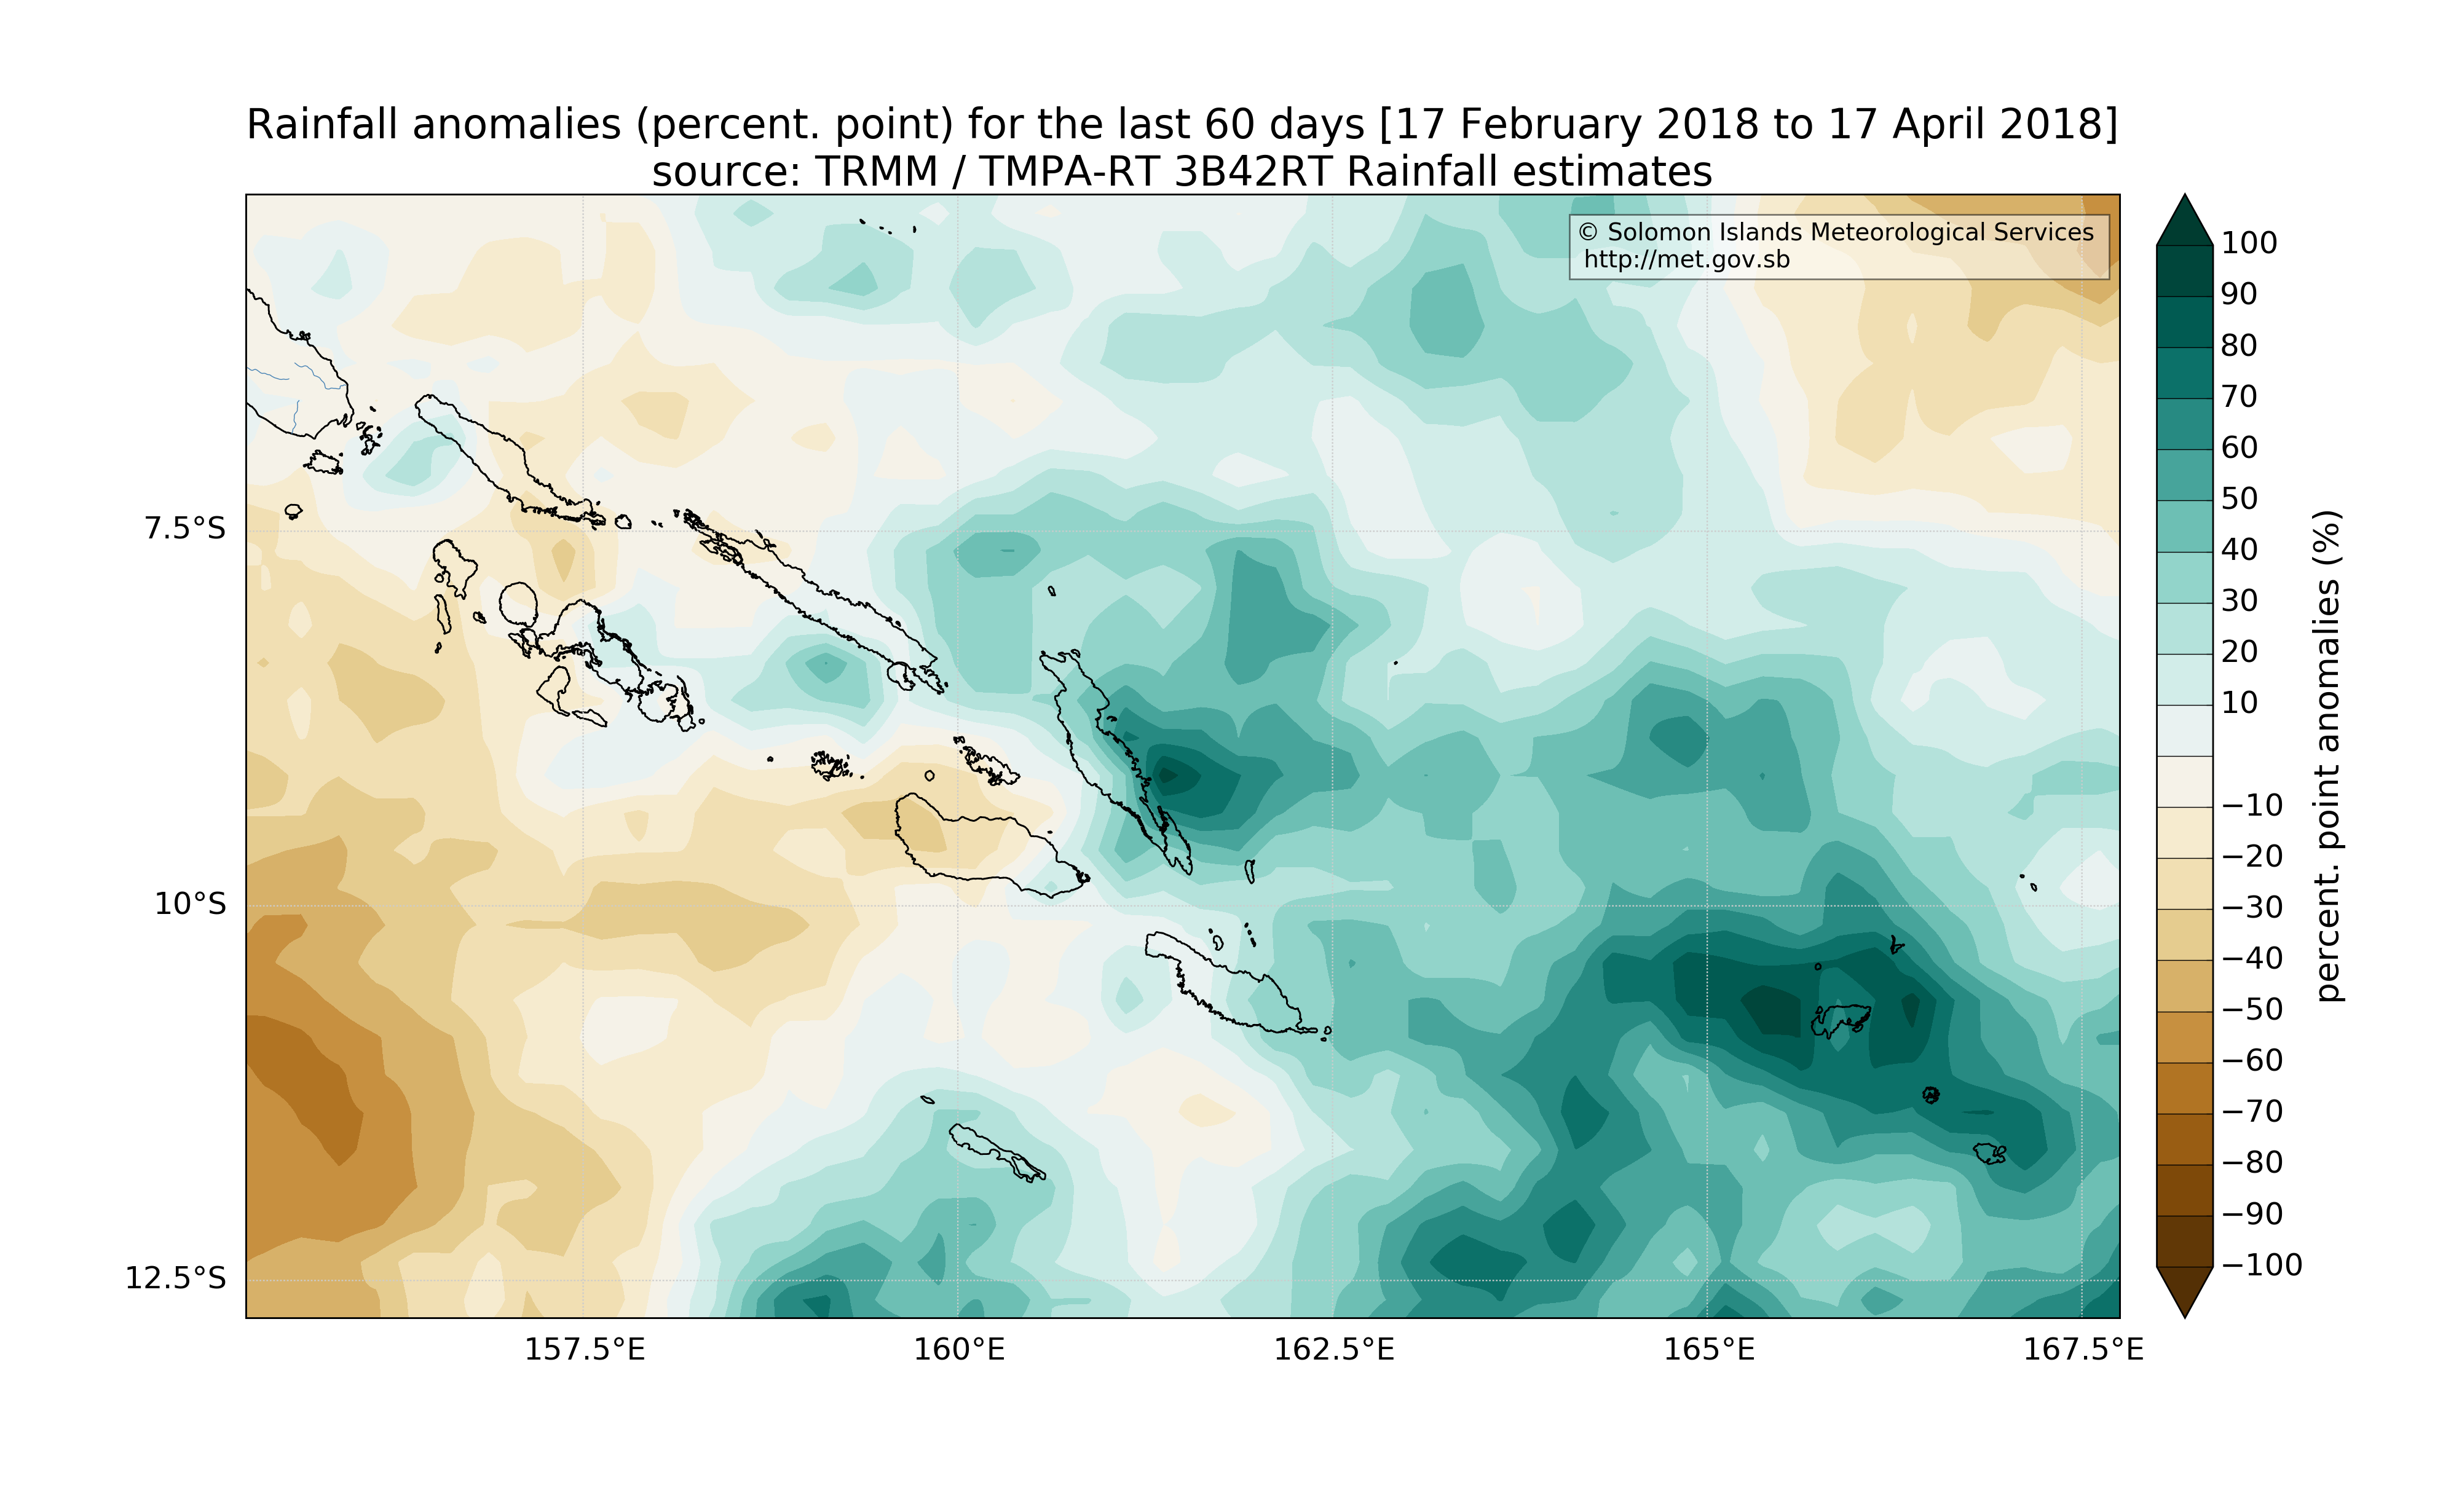 Rainfall anomalies (percent. point) for the last 60 days [17 February 2018 to 17 April 2018]
source: TRMM / TMPA-RT 3B42RT Rainfall estimates
© Solomon Islands Meteorological Services
http://met.gov.sb
7.5°S
10°S
12.5°S
157.5°E
160°E
162.5°E
165°E
167.5°E
100
90
80
70
60
50
40
30
20
10
−10
−20
−30
−40
−50
−60
−70
−80
−90
−100
percent. point anomalies (%)